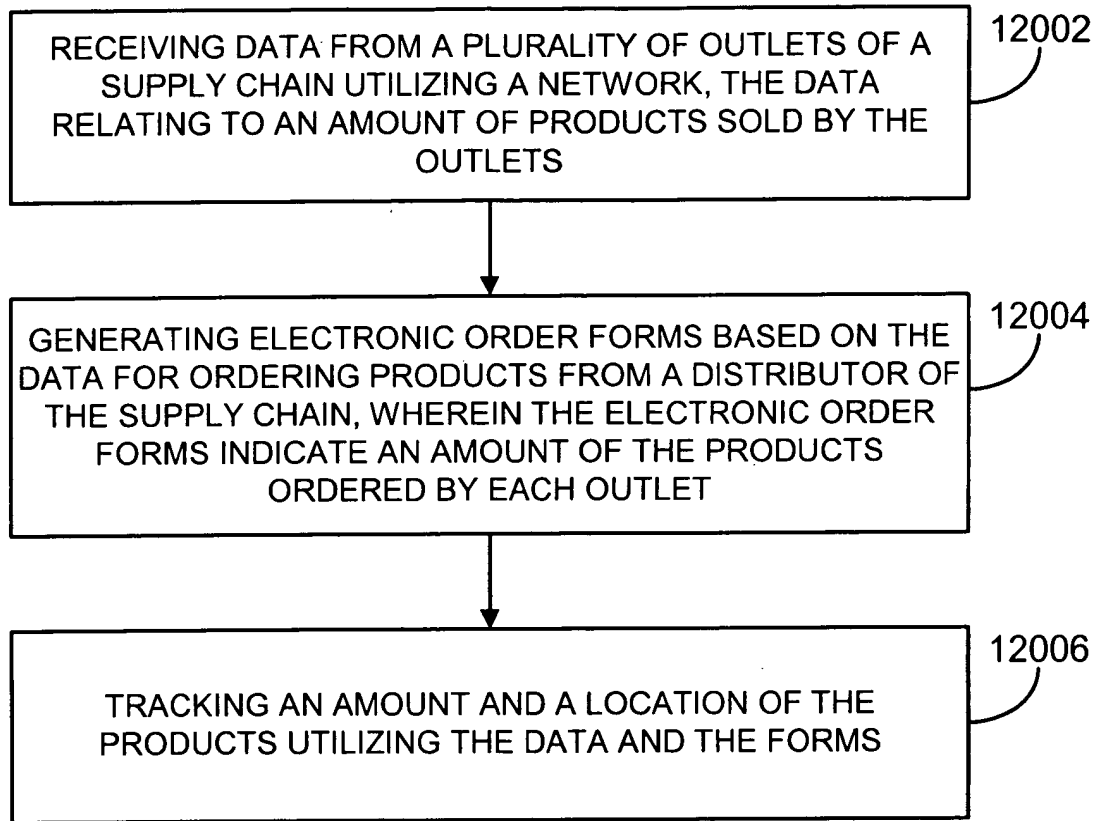 RECEIVING DATA FROM A PLURALITY OF OUTLETS OF A
SUPPLY CHAIN UTILIZING A NETWORK, THE DATA
RELATING TO AN AMOUNT OF PRODUCTS SOLD BY THE
OUTLETS
12002
GENERATING ELECTRONIC ORDER FORMS BASED ON THE
DATA FOR ORDERING PRODUCTS FROM A DISTRIBUTOR OF
THE SUPPLY CHAIN, WHEREIN THE ELECTRONIC ORDER
FORMS INDICATE AN AMOUNT OF THE PRODUCTS
ORDERED BY EACH OUTLET
12004
TRACKING AN AMOUNT AND A LOCATION OF THE
PRODUCTS UTILIZING THE DATA AND THE FORMS
12006